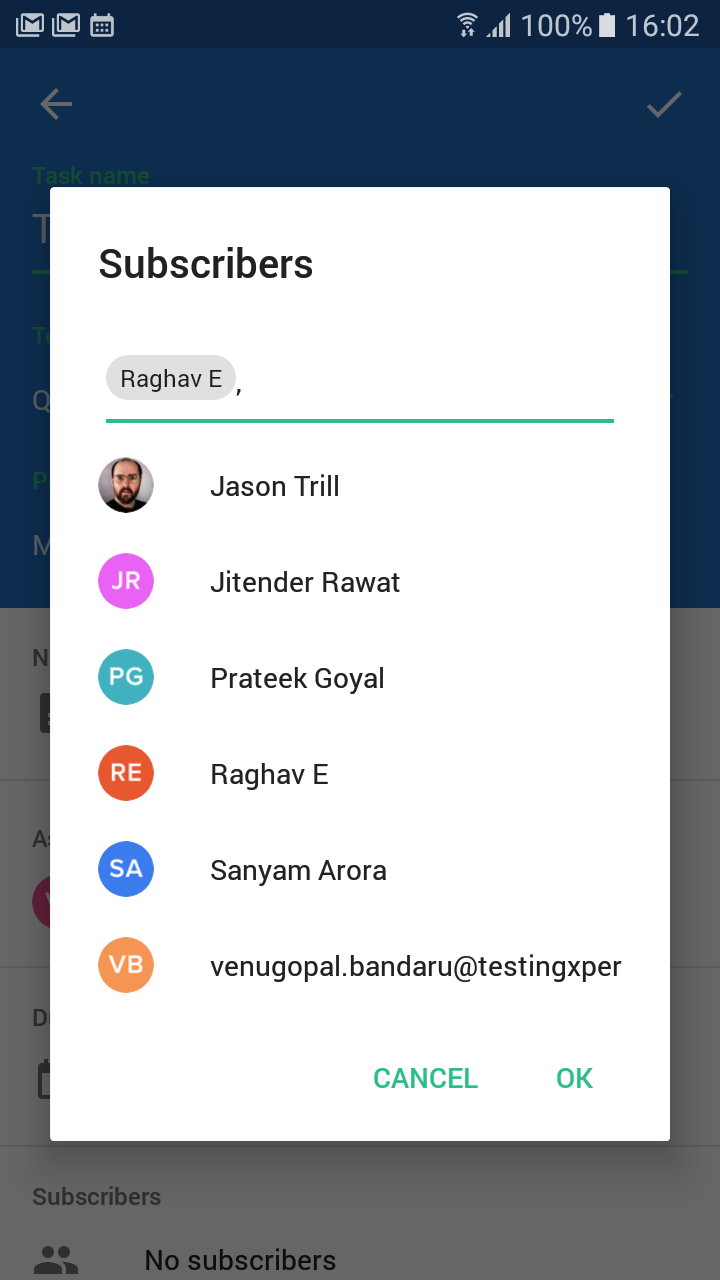 100% 16:02
Task name
T
Subscribers
Raghav E,
Jason Trill
JR Jitender Rawat
PG Prateek Goyal
RE Raghav E
SA Sanyam Arora
VB venugopal.bandaru@testingxper
CANCEL OK
Subscribers
No subscribers